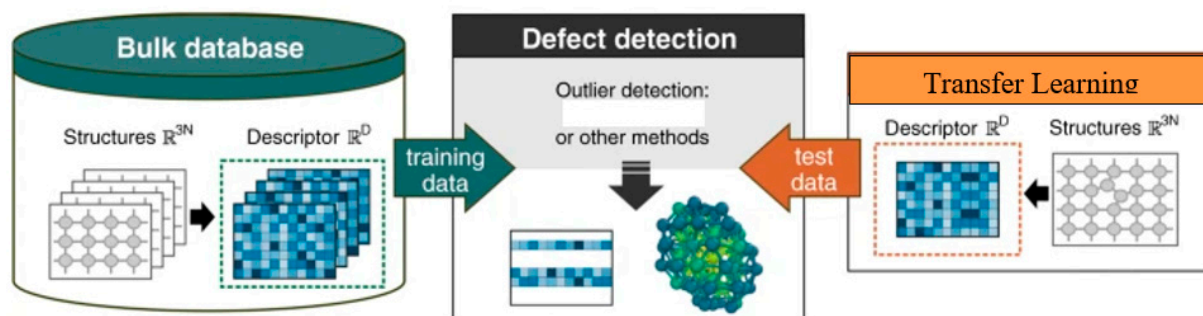 Bulk database
Structures ℝ³ᴺ
Descriptor ℝᴰ
training
data
Defect detection
Outlier detection:
or other methods
test
data
Transfer Learning
Descriptor ℝᴰ
Structures ℝ³ᴺ